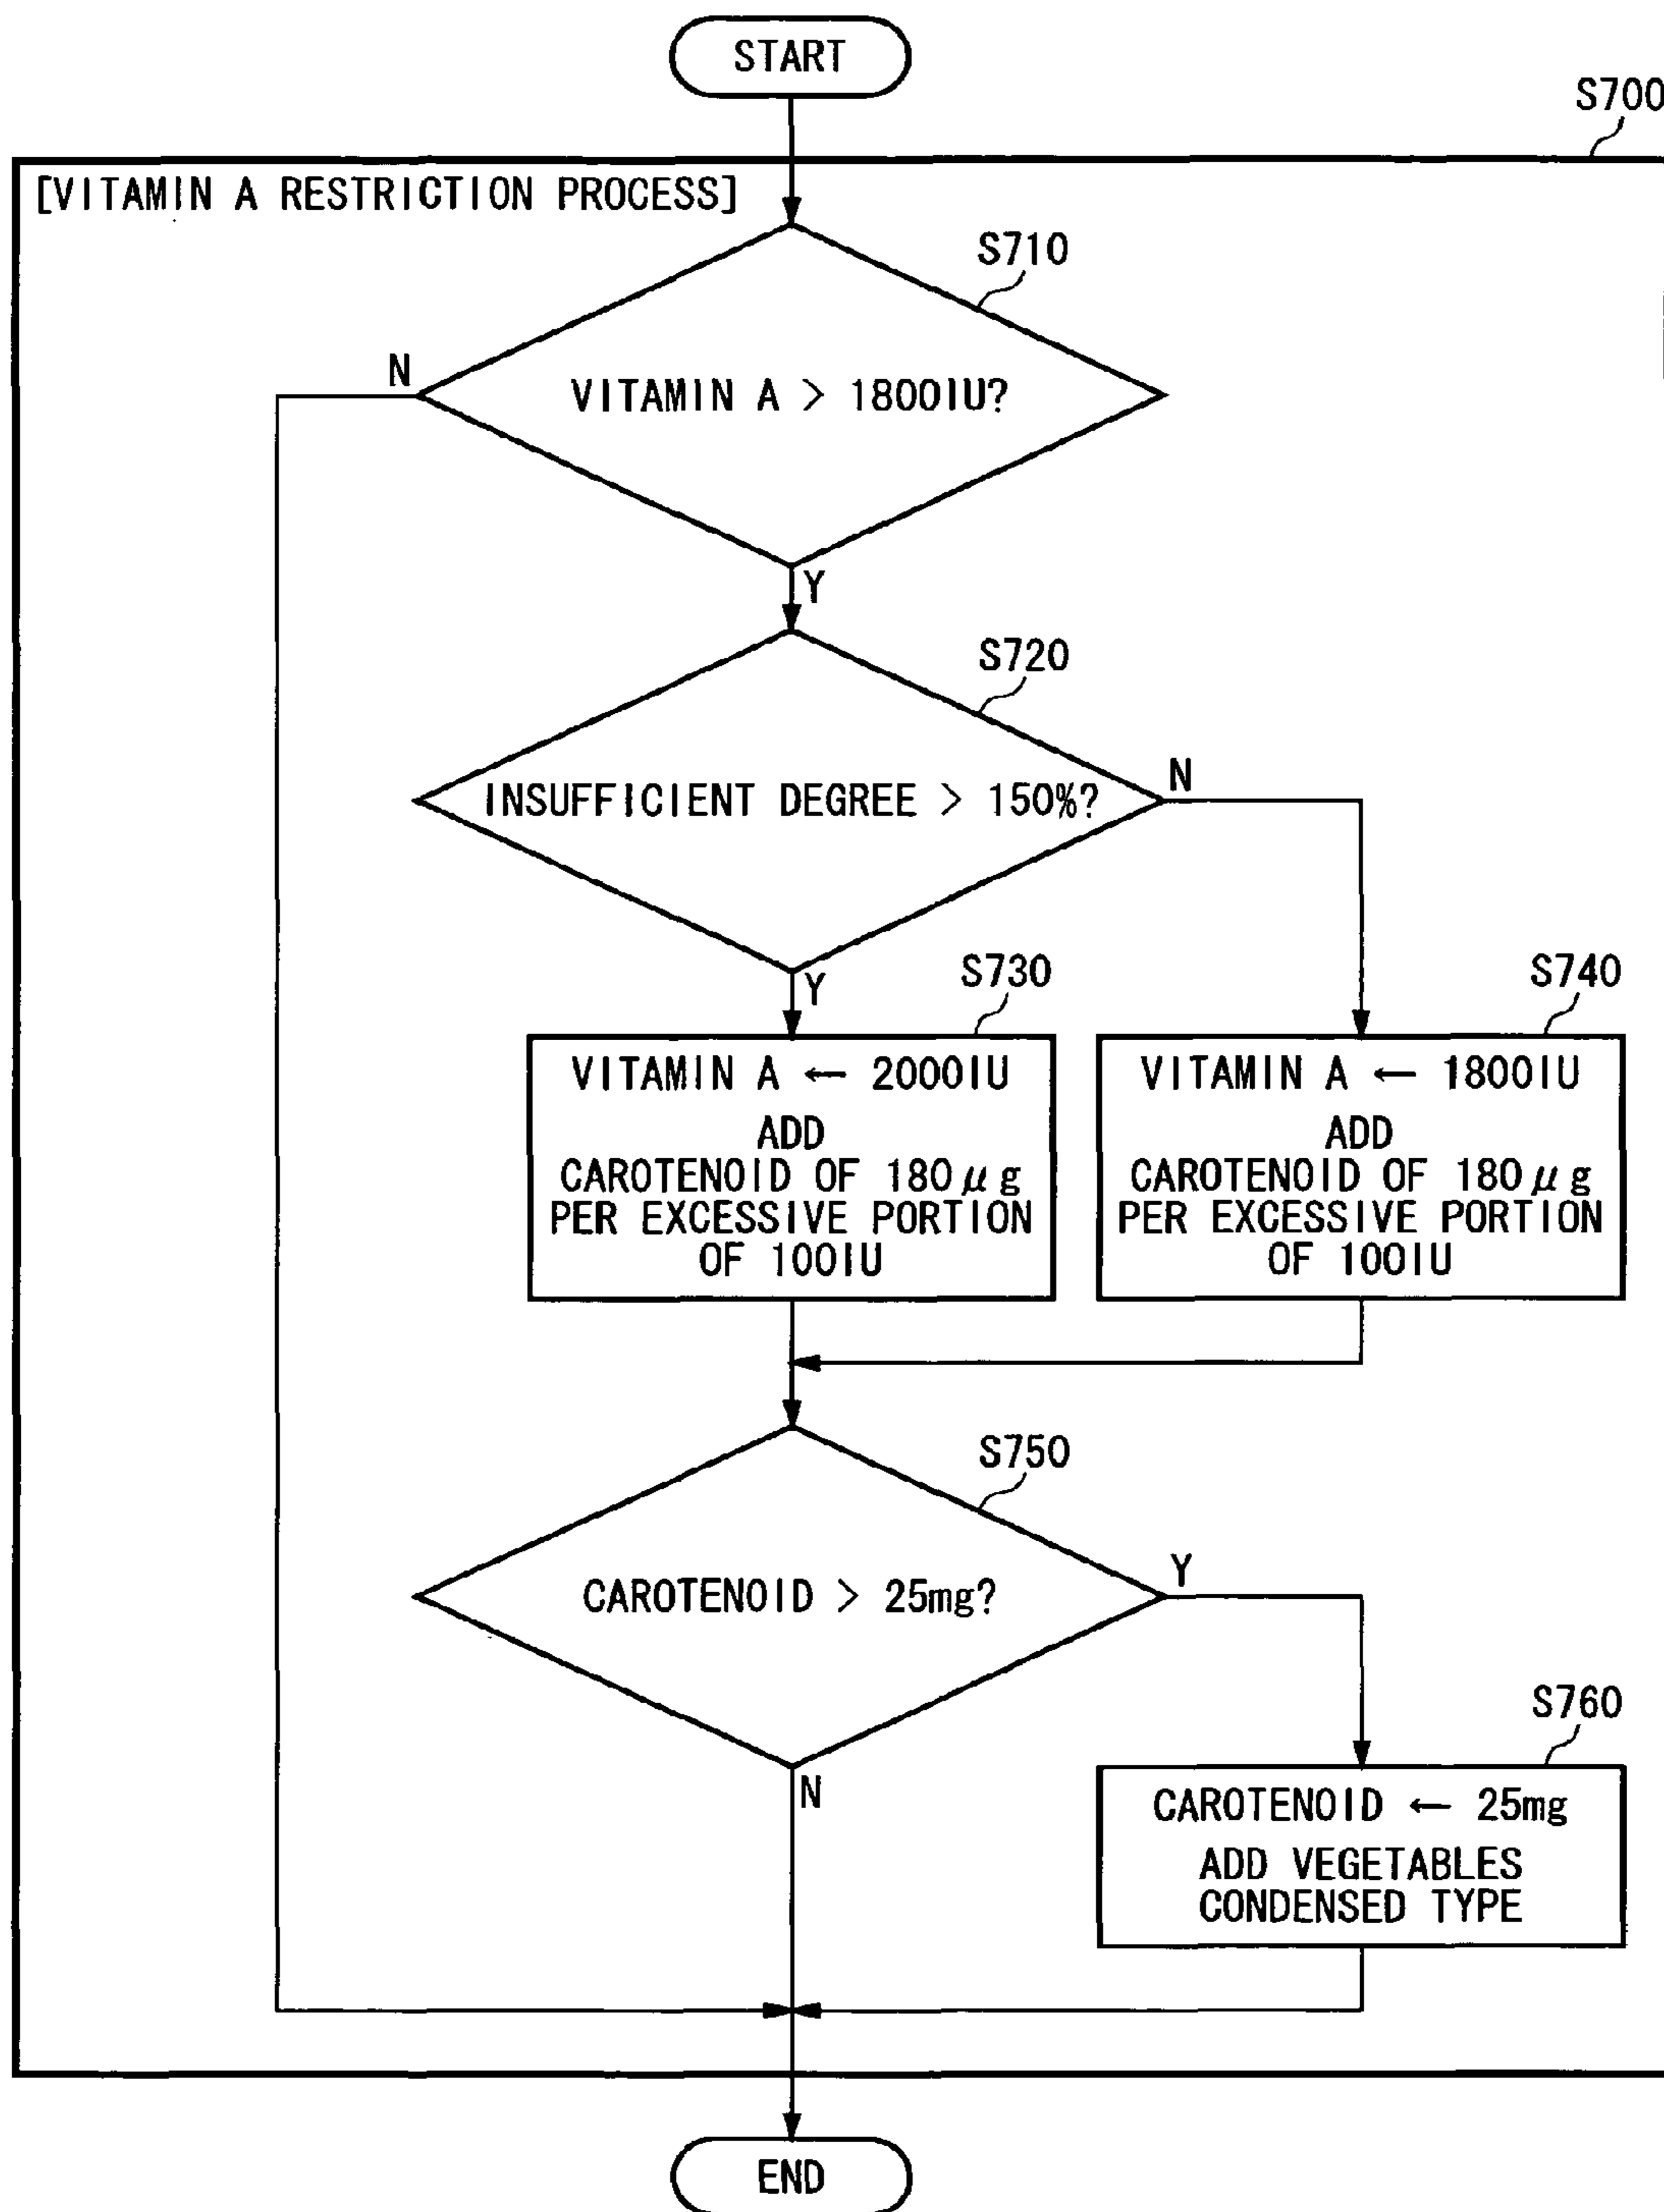 START
S700
[VITAMIN A RESTRICTION PROCESS]
S710
N
VITAMIN A > 1800IU?
Y
S720
INSUFFICIENT DEGREE > 150%?
N
Y
S730
S740
VITAMIN A ← 2000IU
ADD
CAROTENOID OF 180μg
PER EXCESSIVE PORTION
OF 100IU
VITAMIN A ← 1800IU
ADD
CAROTENOID OF 180μg
PER EXCESSIVE PORTION
OF 100IU
S750
CAROTENOID > 25mg?
Y
N
S760
CAROTENOID ← 25mg
ADD VEGETABLES
CONDENSED TYPE
END